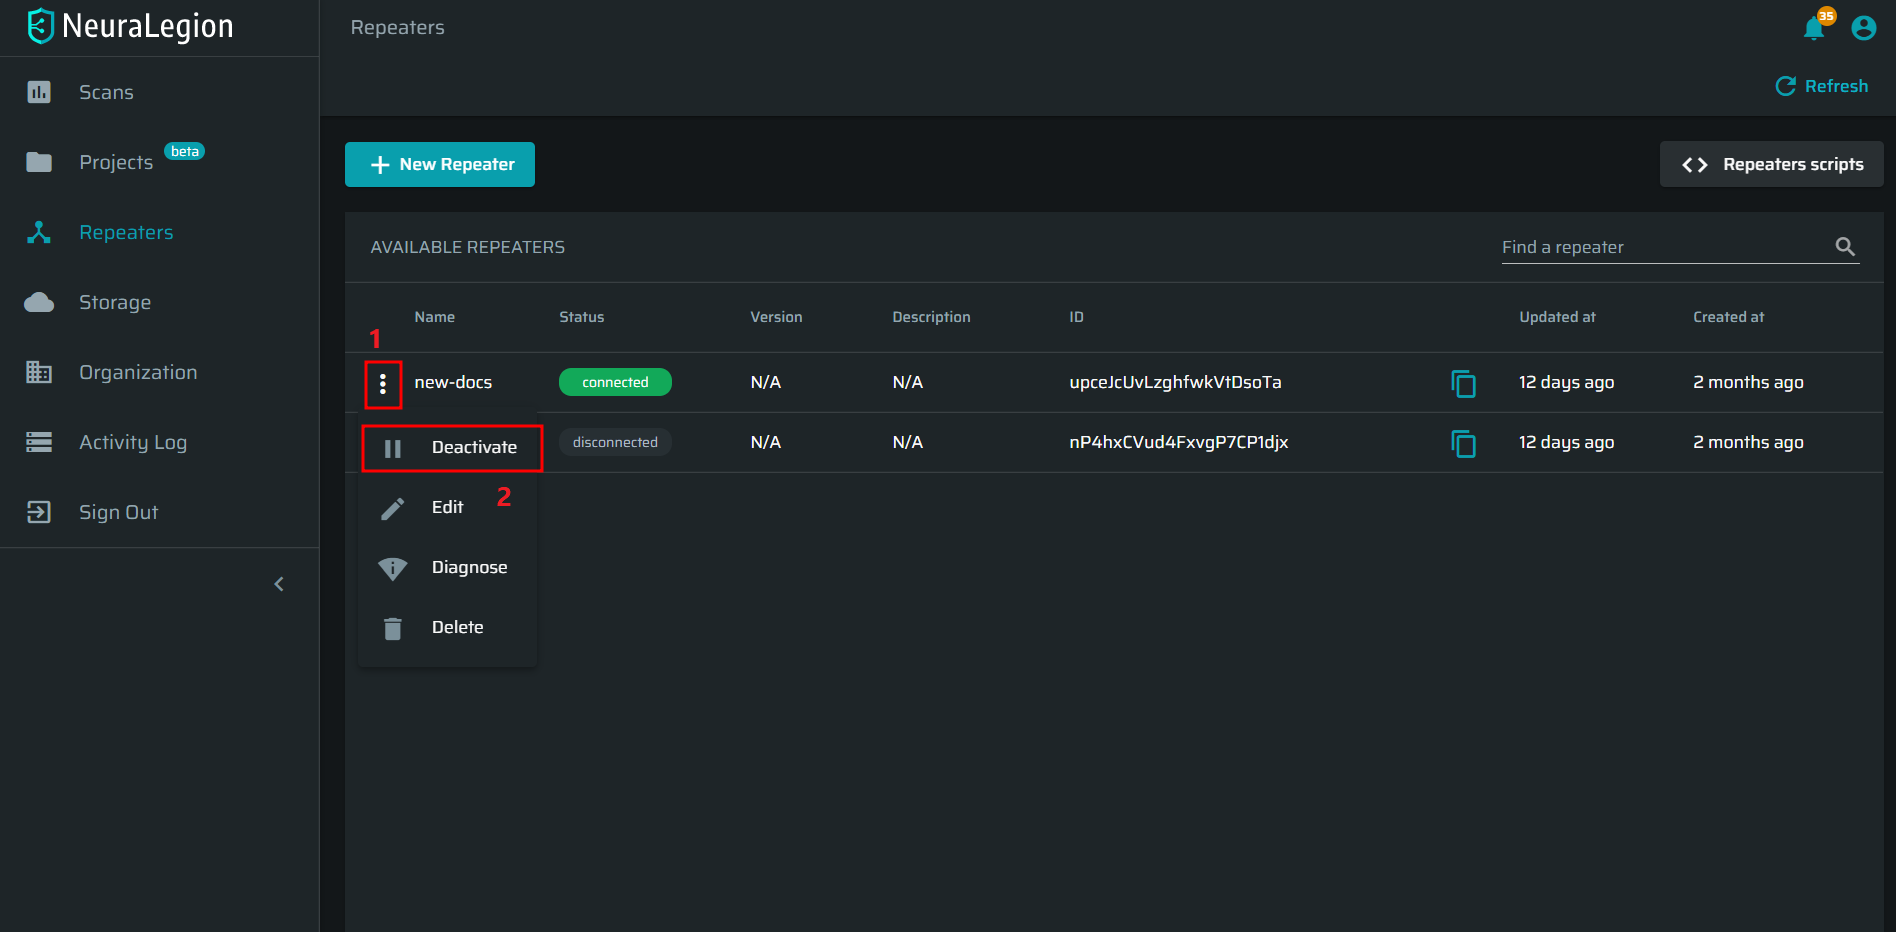 NeuraLegion
Repeaters
35
Refresh
Scans
Projects beta
Repeaters
Storage
Organization
Activity Log
Sign Out
New Repeater
Repeaters scripts
AVAILABLE REPEATERS
Find a repeater
Name Status Version Description ID Updated at Created at
1
new-docs connected N/A N/A upceJcUvLzghfwkVtDsoTa 12 days ago 2 months ago
disconnected N/A N/A nP4hxCVud4FxvgP7CP1djx 12 days ago 2 months ago
Deactivate
2
Edit
Diagnose
Delete